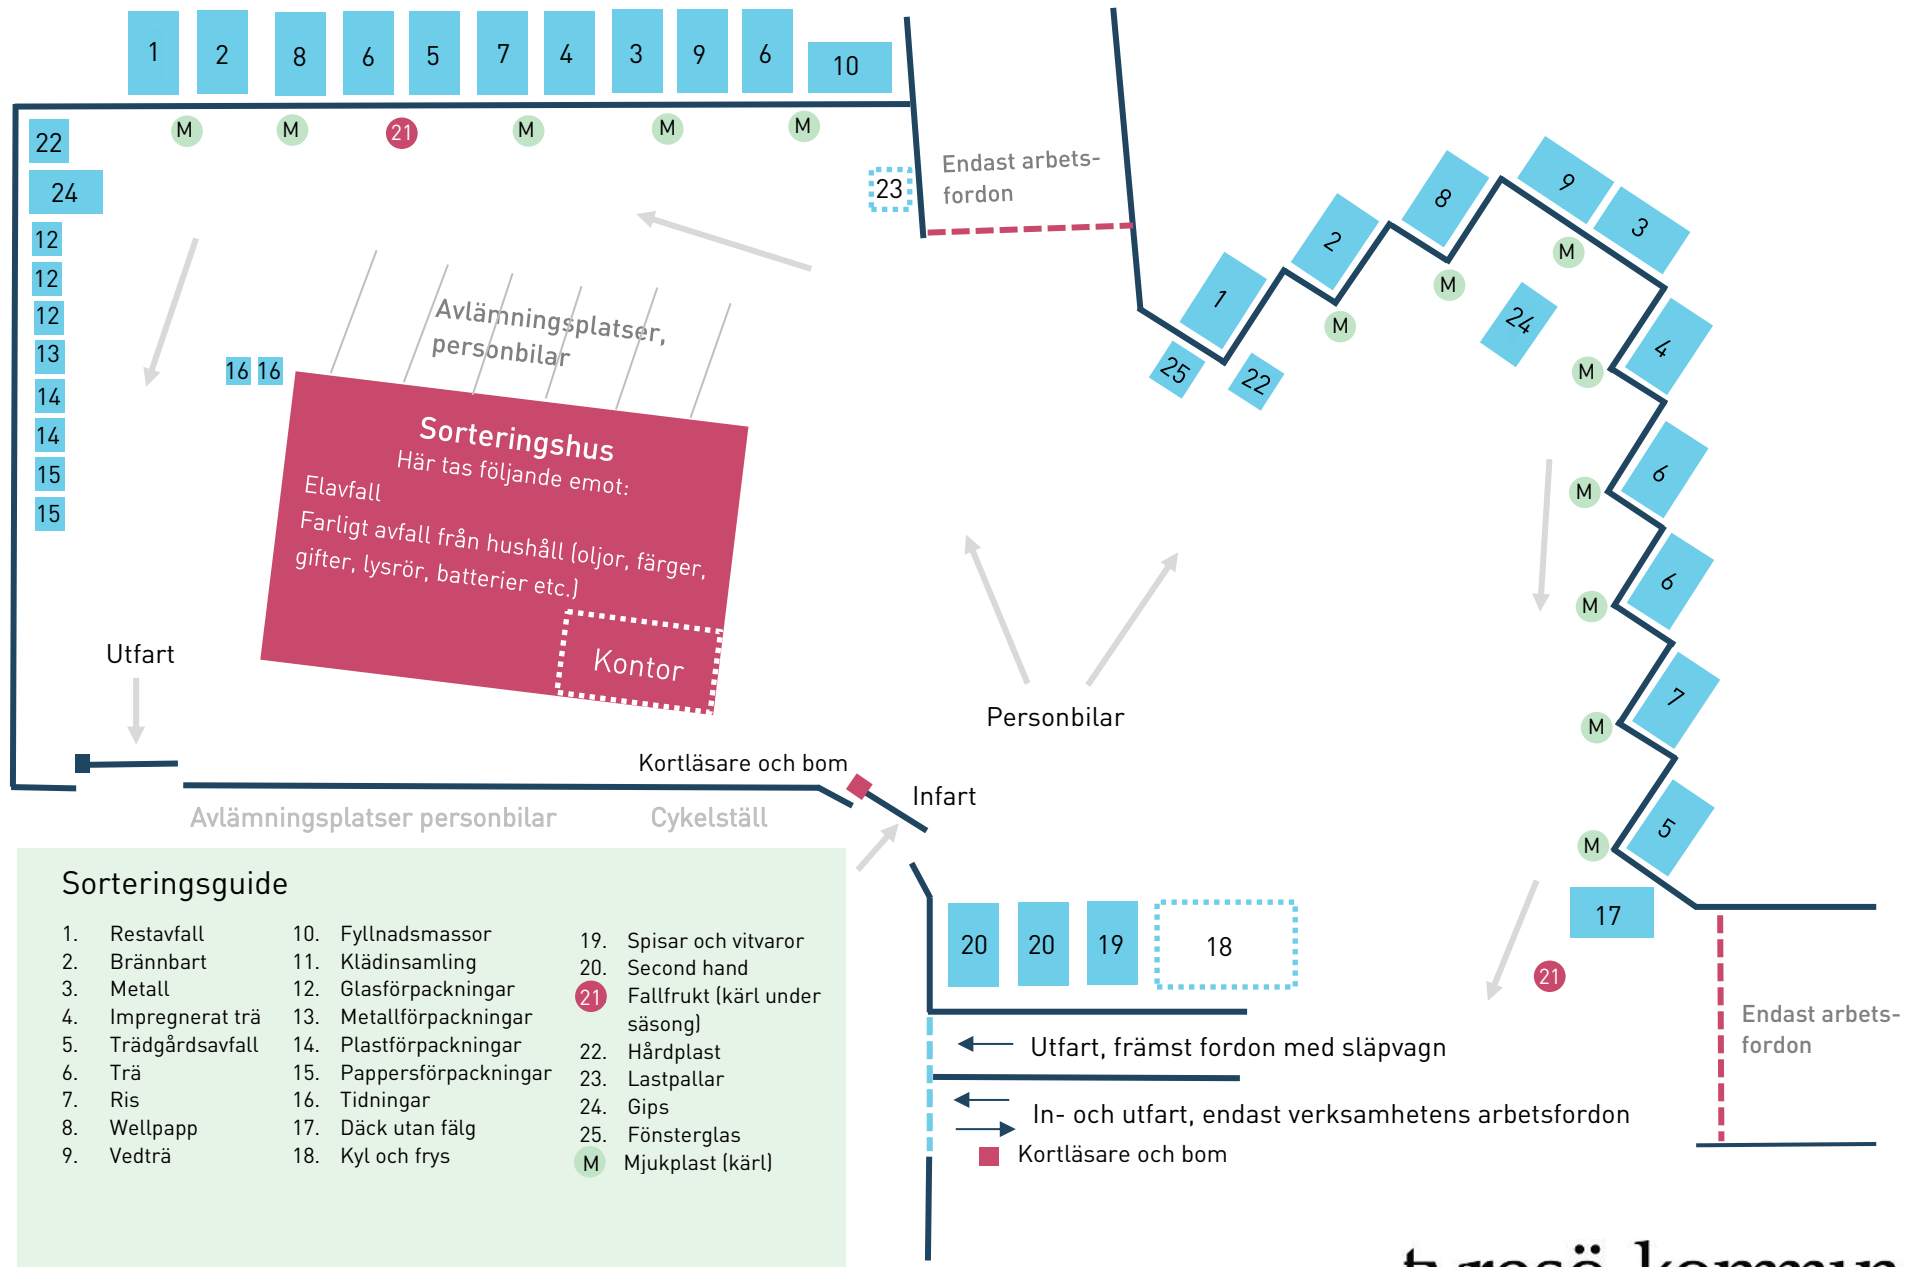 1 2 8 6 5 7 4 3 9 6 10
M M 21 M M M
22
24
12
12
12
13
14
14
15
15
16 16
23
Endast arbets-
fordon
Avlämningsplatser,
personbilar
Sorteringshus
Här tas följande emot:
Elavfall
Farligt avfall från hushåll (oljor, färger,
gifter, lysrör, batterier etc.)
Kontor
25
22
1
2
8
9
3
M
M
M
24
4
M
6
M
6
M
7
M
5
M
17
21
Endast arbets-
fordon
Personbilar
Utfart
Kortläsare och bom
Infart
Avlämningsplatser personbilar
Cykelställ
20 20 19 18
Utfart, främst fordon med släpvagn
In- och utfart, endast verksamhetens arbetsfordon
Kortläsare och bom
Sorteringsguide
1. Restavfall
2. Brännbart
3. Metall
4. Impregnerat trä
5. Trädgårdsavfall
6. Trä
7. Ris
8. Wellpapp
9. Vedträ
10. Fyllnadsmassor
11. Klädinsamling
12. Glasförpackningar
13. Metallförpackningar
14. Plastförpackningar
15. Pappersförpackningar
16. Tidningar
17. Däck utan fälg
18. Kyl och frys
19. Spisar och vitvaror
20. Second hand
21 Fallfrukt (kärl under
säsong)
22. Hårdplast
23. Lastpallar
24. Gips
25. Fönsterglas
M Mjukplast (kärl)
tyresö kommun